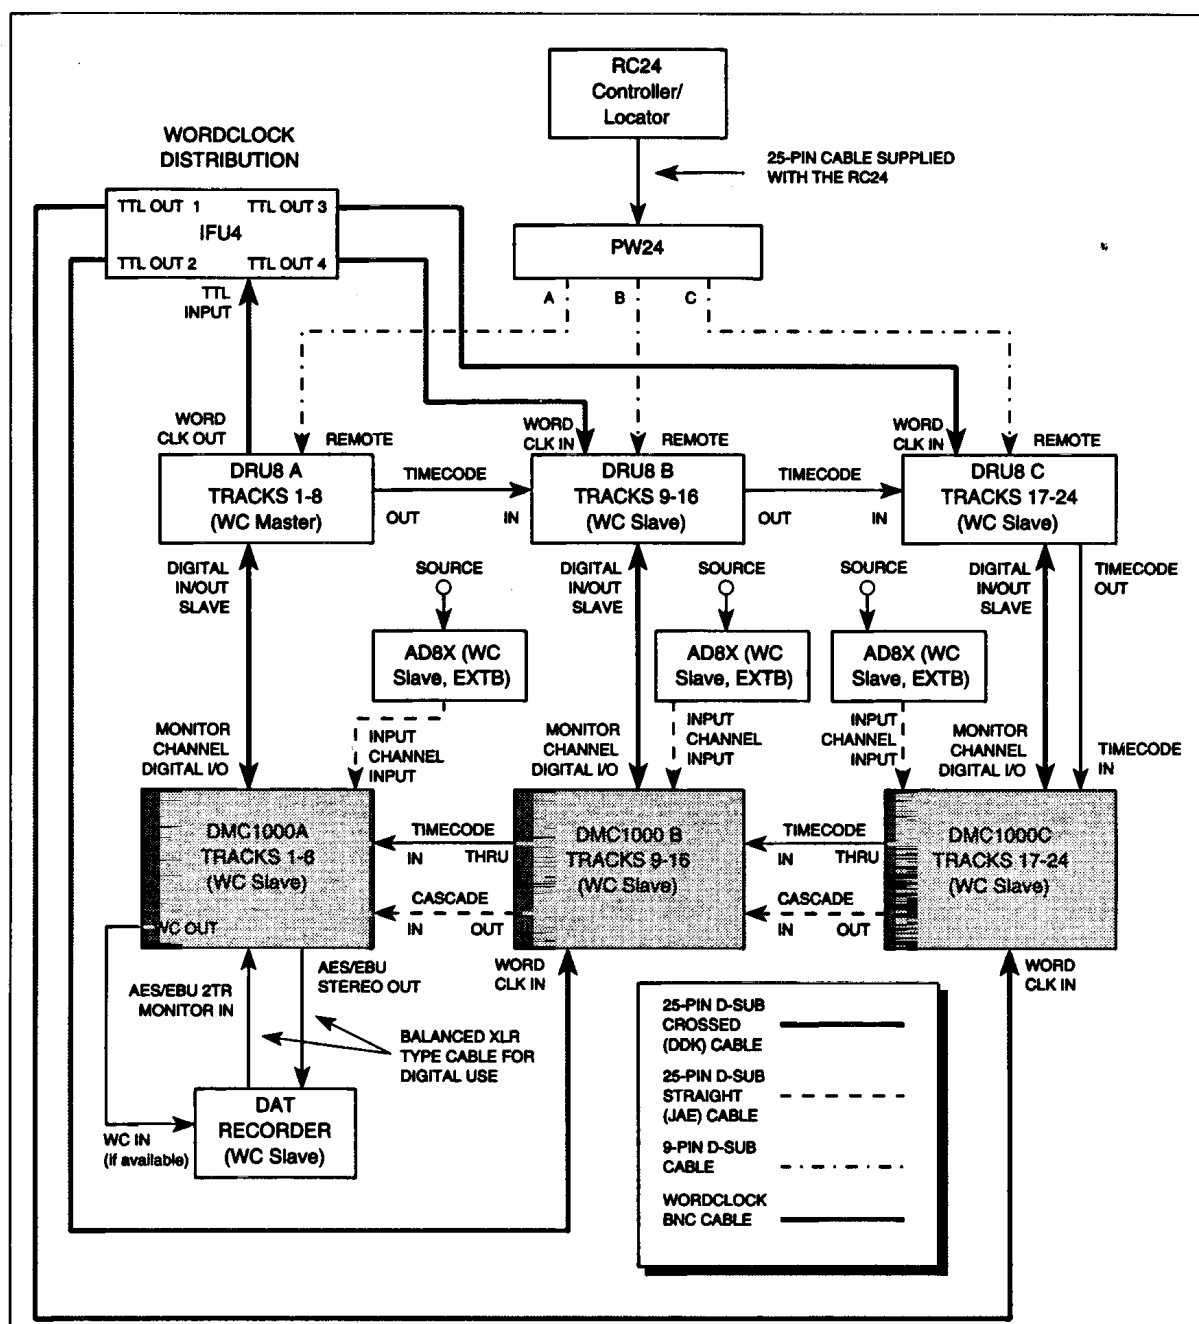 RC24
Controller/
Locator
WORDCLOCK
DISTRIBUTION
25-PIN CABLE SUPPLIED
WITH THE RC24
TTL OUT 1
TTL OUT 3
IFU4
TTL OUT 2
TTL OUT 4
PW24
TTL
INPUT
A
B
C
WORD
CLK OUT
REMOTE
WORD
CLK IN
REMOTE
WORD
CLK IN
REMOTE
DRU8 A
TRACKS 1-8
(WC Master)
TIMECODE
OUT
IN
DRU8 B
TRACKS 9-16
(WC Slave)
TIMECODE
OUT
IN
DRU8 C
TRACKS 17-24
(WC Slave)
DIGITAL
IN/OUT
SLAVE
SOURCE
DIGITAL
IN/OUT
SLAVE
SOURCE
SOURCE
DIGITAL
IN/OUT
SLAVE
TIMECODE
OUT
AD8X (WC
Slave, EXTB)
AD8X (WC
Slave, EXTB)
AD8X (WC
Slave, EXTB)
MONITOR
CHANNEL
DIGITAL I/O
INPUT
CHANNEL
INPUT
MONITOR
CHANNEL
DIGITAL I/O
INPUT
CHANNEL
INPUT
INPUT
CHANNEL
INPUT
MONITOR
CHANNEL
DIGITAL I/O
TIMECODE
IN
DMC1000A
TRACKS 1-6
(WC Slave)
TIMECODE
IN
THRU
CASCADE
IN
OUT
DMC1000 B
TRACKS 9-16
(WC Slave)
TIMECODE
IN
THRU
CASCADE
IN
OUT
DMC1000C
TRACKS 17-24
(WC Slave)
WC OUT
AES/EBU 2TR
MONITOR IN
AES/EBU
STEREO OUT
WORD
CLK IN
WORD
CLK IN
BALANCED XLR
TYPE CABLE FOR
DIGITAL USE
DAT
RECORDER
(WC Slave)
WC IN
(if available)
25-PIN D-SUB
CROSSED
(DDK) CABLE
25-PIN D-SUB
STRAIGHT
(JAE) CABLE
9-PIN D-SUB
CABLE
WORDCLOCK
BNC CABLE